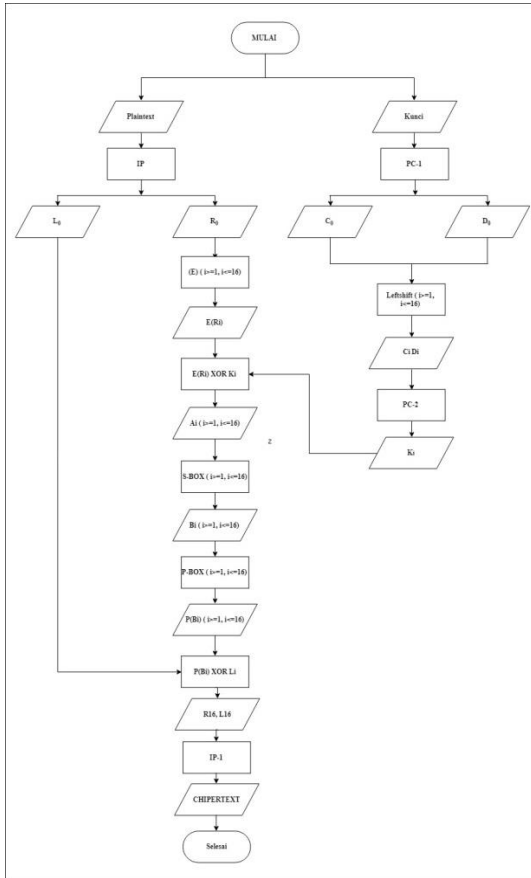 MULAI
Plaintext
Kunci
IP
PC-1
L0
R0
C0
D0
(E) ( i>=1, i<=16)
Leftshift ( i>=1,
i<=16)
E(Ri)
Ci Di
E(Ri) XOR Ki
PC-2
Ai ( i>=1, i<=16)
2
Ki
S-BOX ( i>=1, i<=16)
Bi ( i>=1, i<=16)
P-BOX ( i>=1, i<=16)
P(Bi) ( i>=1, i<=16)
P(Bi) XOR Li
R16, L16
IP-1
CHIPERTEXT
Selesai